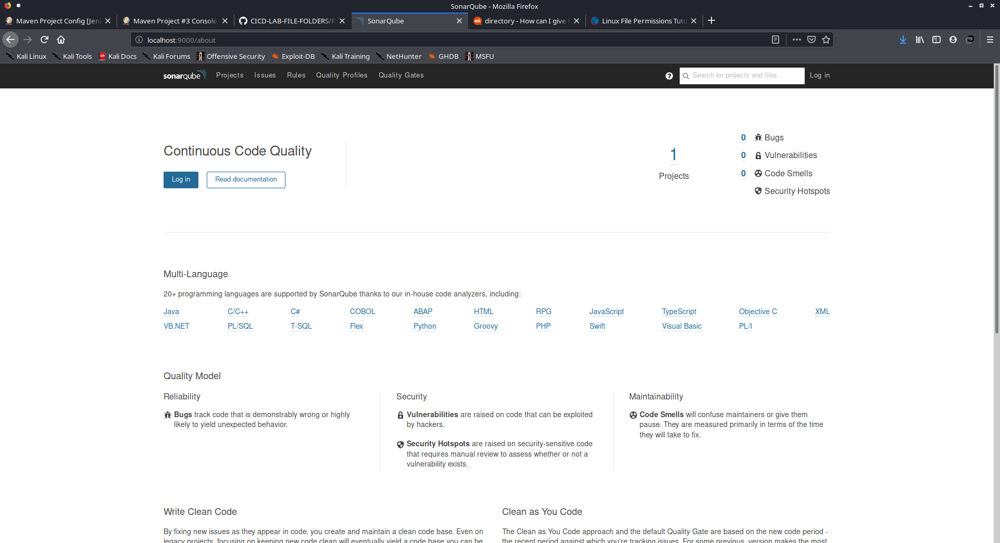 SonarQube - Mozilla Firefox
Maven Project Config [Jen
Maven Project #3 Console
CICD-LAB-FILE-FOLDERS/R
SonarQube
directory - How can I give f
Linux File Permissions Tuto
localhost:9000/about
Kali Linux Kali Tools Kali Docs Kali Forums Offensive Security Exploit-DB Kali Training NetHunter GHDB MSFU
sonarqube Projects Issues Rules Quality Profiles Quality Gates Search for projects and files... Log in
Continuous Code Quality
Log in Read documentation
1
Projects
0 Bugs
0 Vulnerabilities
0 Code Smells
Security Hotspots
Multi-Language
20+ programming languages are supported by SonarQube thanks to our in-house code analyzers, including:
Java C/C++ C# COBOL ABAP HTML RPG JavaScript TypeScript Objective C XML
VB.NET PL/SQL T-SQL Flex Python Groovy PHP Swift Visual Basic PL/I
Quality Model
Reliability
Bugs track code that is demonstrably wrong or highly
likely to yield unexpected behavior.
Security
Vulnerabilities are raised on code that can be exploited
by hackers.
Security Hotspots are raised on security-sensitive code
that requires manual review to assess whether or not a
vulnerability exists.
Maintainability
Code Smells will confuse maintainers or give them
pause. They are measured primarily in terms of the time
they will take to fix.
Write Clean Code
By fixing new issues as they appear in code, you create and maintain a clean code base. Even on
legacy projects, focusing on keeping new code clean will eventually yield a code base you can be
Clean as You Code
The Clean as You Code approach and the default Quality Gate are based on the new code period -
the recent period against which you're tracking issues. For some previous_version makes the most